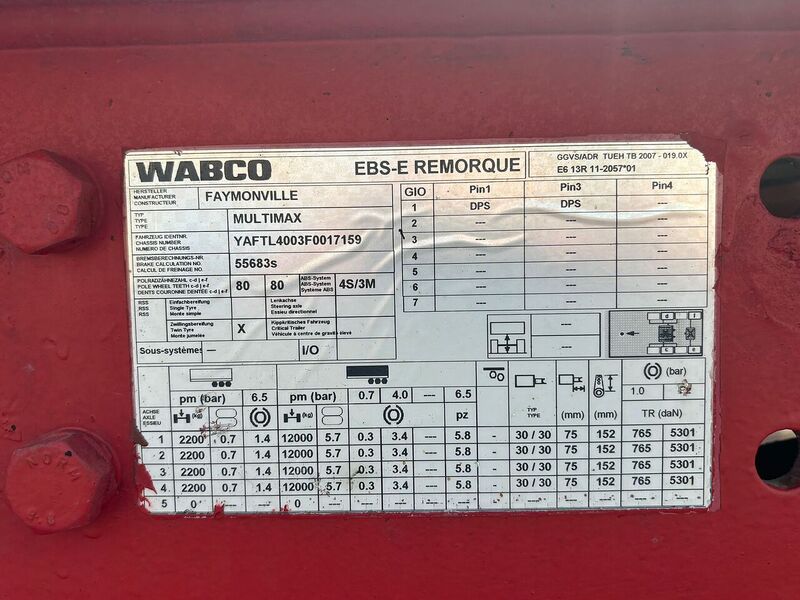 WABCO EBS-E REMORQUE GGVS/ADR TUEH TB 2007 - 019.0X
E6 13R 11-2057*01
HERSTELLER
MANUFACTURER
CONSTRUCTEUR
FAYMONVILLE
TYP
TYPE
TYPE
MULTIMAX
FAHRZEUG IDENTNR.
CHASSIS NUMBER
NUMERO DE CHASSIS
YAFTL4003F0017159
BREMSBERECHNUNGS-NR.
BRAKE CALCULATION NO.
CALCUL DE FREINAGE NO.
55683s
POLRADZÄHNEZAHL c-d | e-f
POLE WHEEL TEETH c-d | e-f
DENTS COURONNE DENTÉE c-d | e-f
80 80
ABS-System
ABS-System
Système ABS
4S/3M
RSS
RSS
RSS
Einfachbereifung
Single Tyre
Monte simple
Lenkachse
Steering axle
Essieu directionnel
Zwillingsbereifung
Twin Tyre
Monte jumelée
X
Kippkritisches Fahrzeug
Critical Trailer
Véhicule à centre de gravité élevé
Sous-systèmes --- I/O
GIO Pin1 Pin3 Pin4
1 DPS DPS ---
2 --- --- ---
3 --- --- ---
4 --- --- ---
5 --- --- ---
6 --- --- ---
7 --- --- ---
---
---
d f
c e
pm (bar) 6.5 pm (bar) 0.7 4.0 --- 6.5
(bar)
1.0
ACHSE
AXLE
ESSIEU
(kg) (kg) pz
TYP
TYPE
(mm) (mm) TR (daN)
1 2200 0.7 1.4 12000 5.7 0.3 3.4 --- 5.8 - 30 / 30 75 152 765 5301
2 2200 0.7 1.4 12000 5.7 0.3 3.4 --- 5.8 - 30 / 30 75 152 765 5301
3 2200 0.7 1.4 12000 5.7 0.3 3.4 --- 5.8 - 30 / 30 75 152 765 5301
4 2200 0.7 1.4 12000 5.7 0.3 3.4 --- 5.8 - 30 / 30 75 152 765 5301
5 0 --- --- 0 --- --- --- --- --- - --- --- --- --- ---
NORM